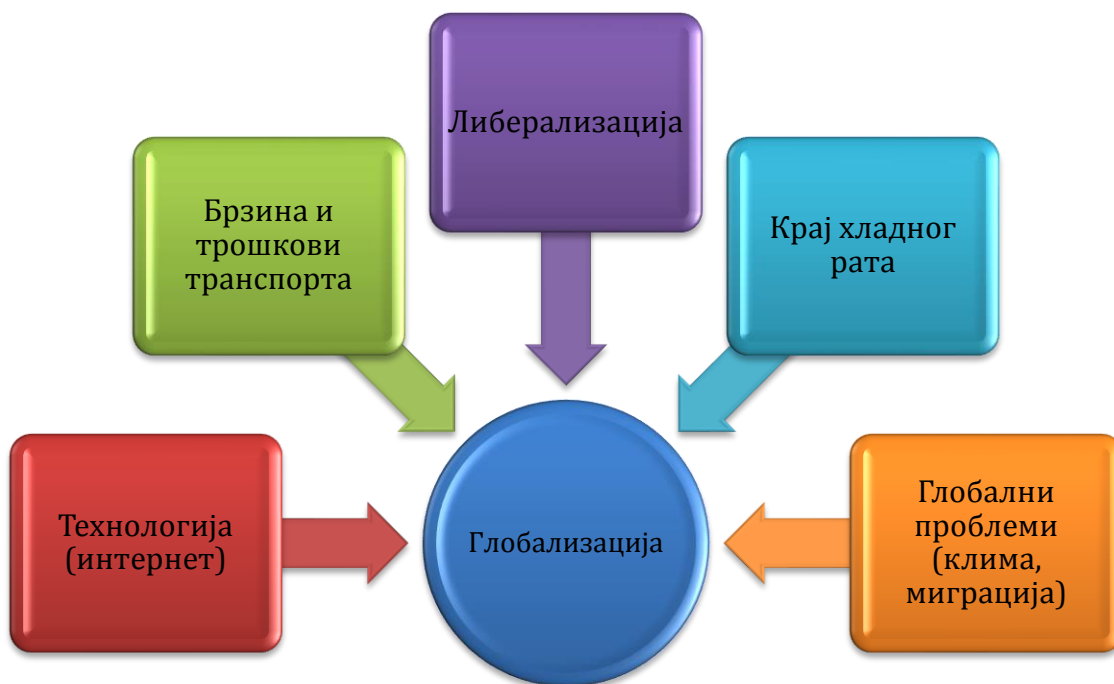 Либерализација
Брзина и
трошкови
транспорта
Крај хладног
рата
Технологија
(интернет)
Глобализација
Глобални
проблеми
(клима,
миграција)